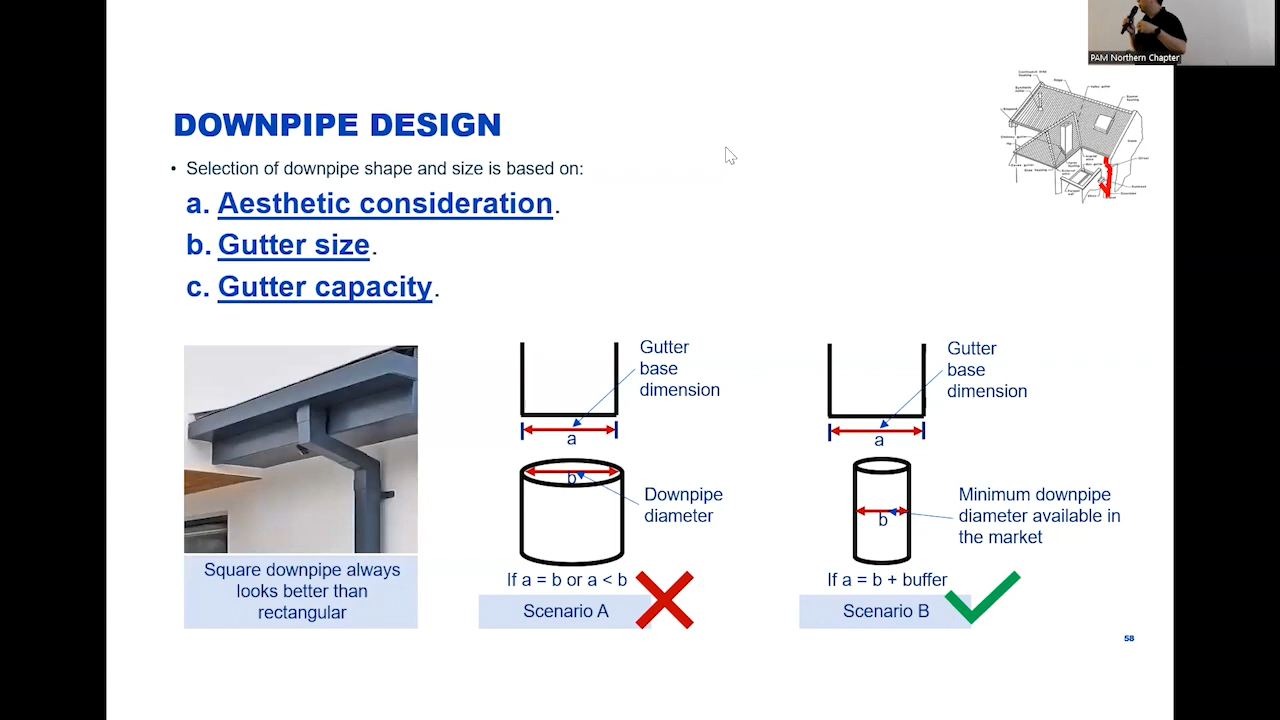 PAM Northern Chapter
DOWNPIPE DESIGN
• Selection of downpipe shape and size is based on:
a. Aesthetic consideration.
b. Gutter size.
c. Gutter capacity.
Gutter
base
dimension
a
b
Downpipe
diameter
If a = b or a < b
Scenario A
Gutter
base
dimension
a
b
Minimum downpipe
diameter available in
the market
If a = b + buffer
Scenario B
Square downpipe always
looks better than
rectangular
58